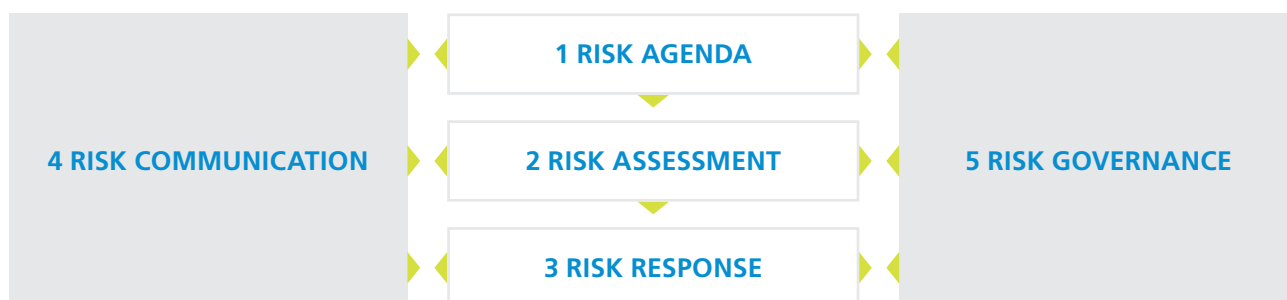 1 RISK AGENDA
4 RISK COMMUNICATION
2 RISK ASSESSMENT
5 RISK GOVERNANCE
3 RISK RESPONSE